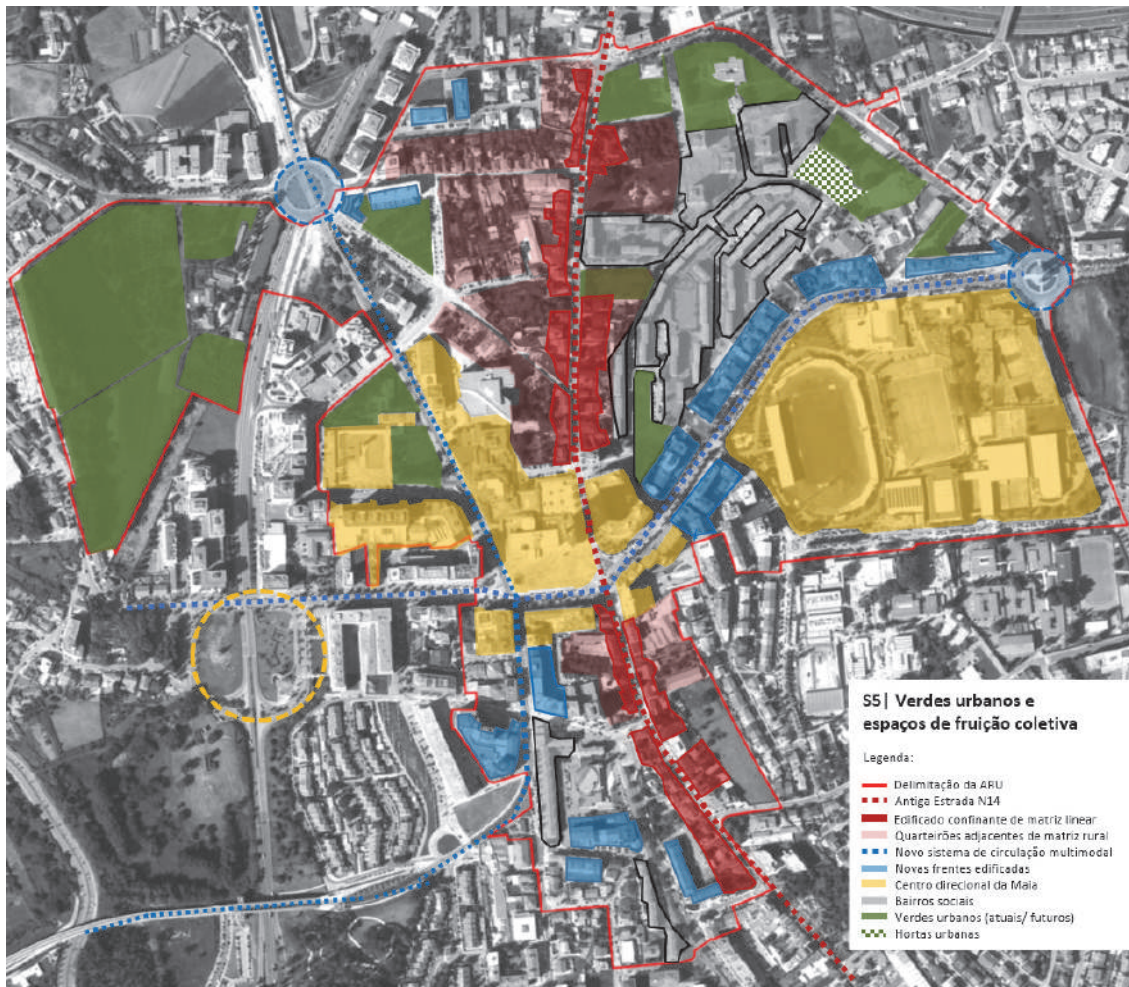 S5| Verdes urbanos e
espaços de fruição coletiva
Legenda:
Delimitação da ARU
Antiga Estrada N14
Edificado confinante de matriz linear
Quarteirões adjacentes de matriz rural
Novo sistema de circulação multimodal
Novas frentes edificadas
Centro direcional da Maia
Bairros sociais
Verdes urbanos (atuais/ futuros)
Hortas urbanas